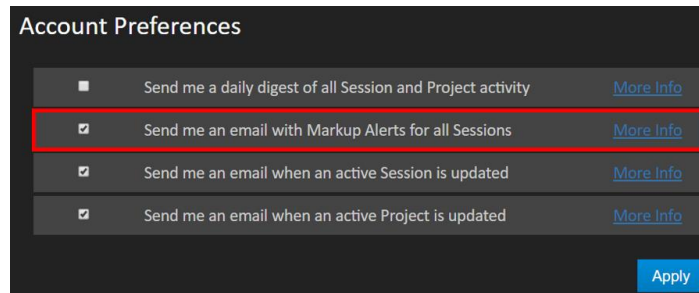 Account Preferences
Send me a daily digest of all Session and Project activity More Info
Send me an email with Markup Alerts for all Sessions More Info
Send me an email when an active Session is updated More Info
Send me an email when an active Project is updated More Info
Apply